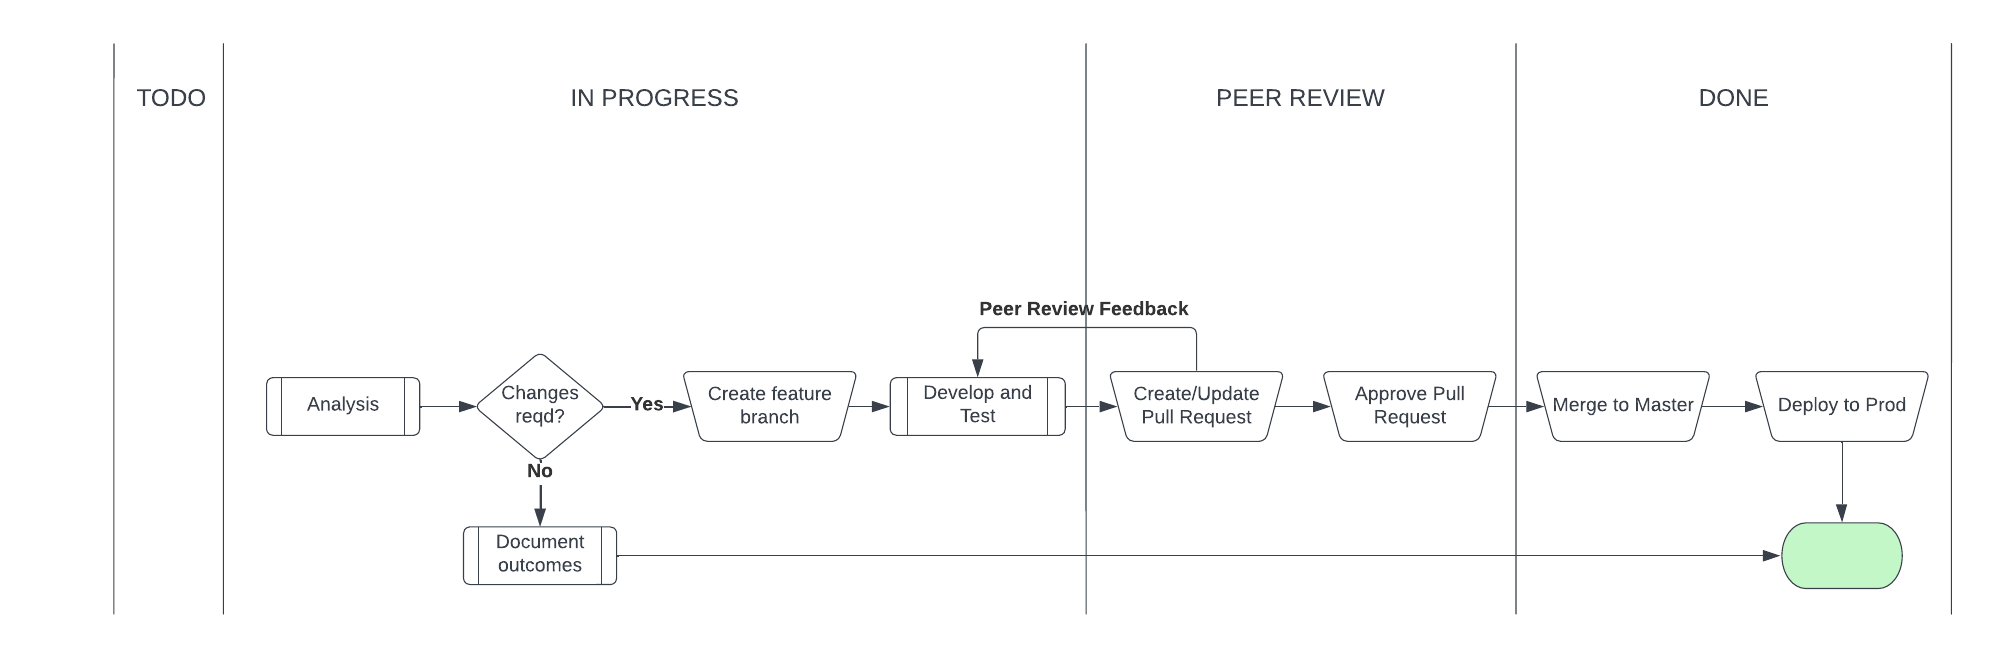 TODO
IN PROGRESS
PEER REVIEW
DONE
Peer Review Feedback
Analysis
Changes
reqd?
Yes
Create feature
branch
Develop and
Test
Create/Update
Pull Request
Approve Pull
Request
Merge to Master
Deploy to Prod
No
Document
outcomes